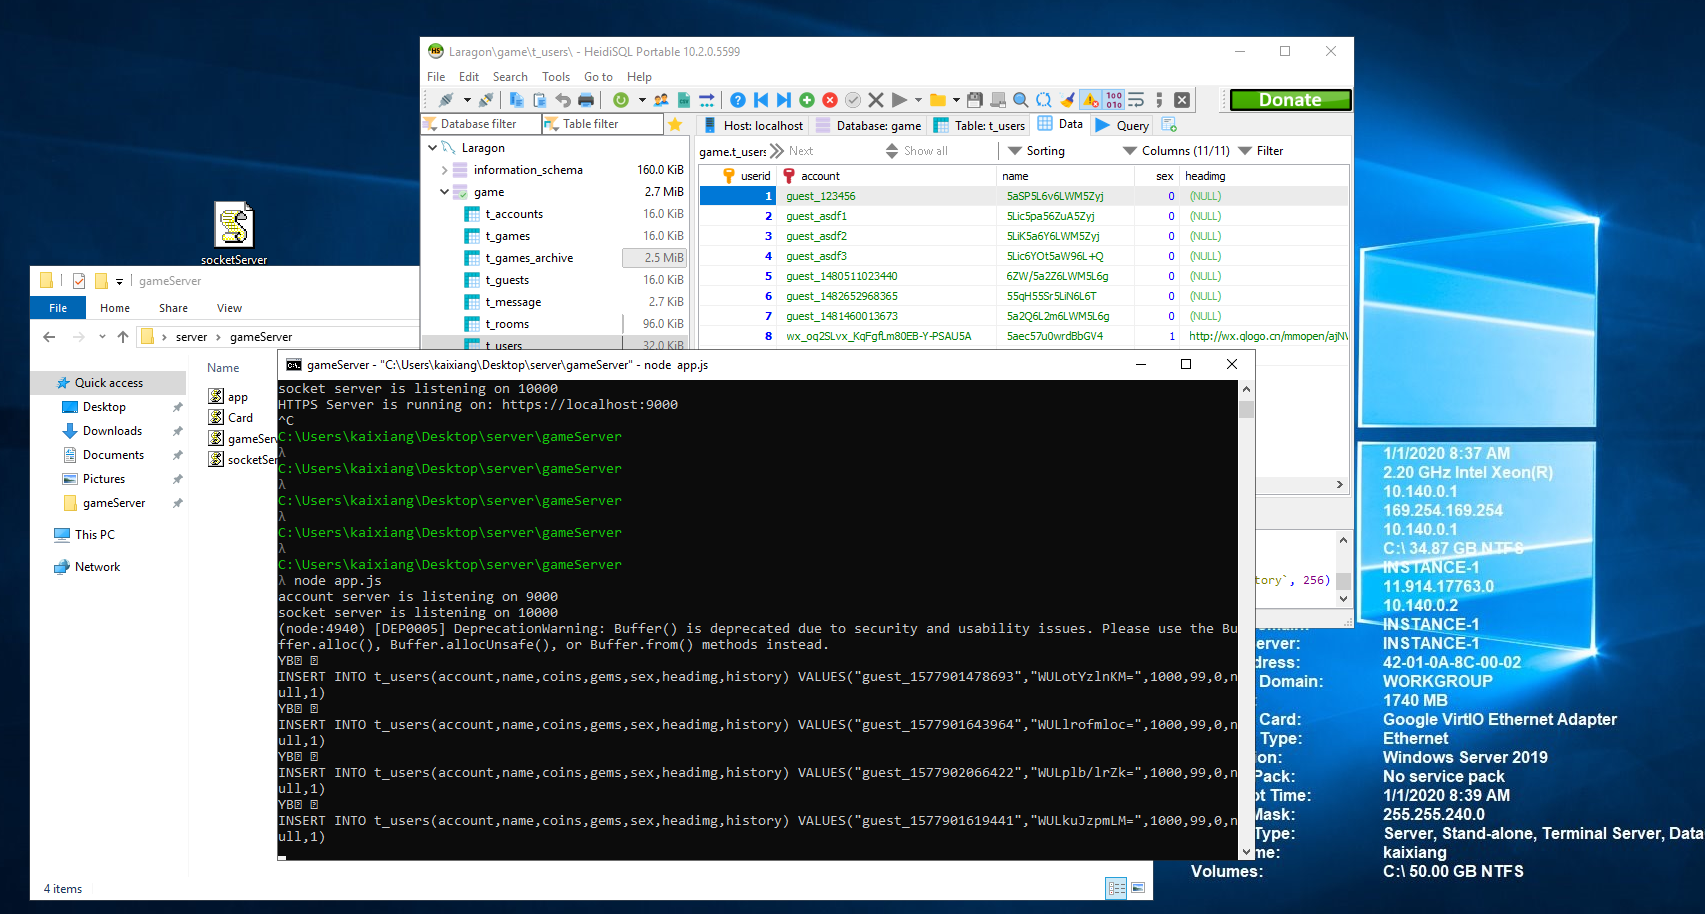 Laragon\game\t_users\ - HeidiSQL Portable 10.2.0.5599
File Edit Search Tools Go to Help
Donate
Database filter Table filter
Host: localhost Database: game Table: t_users Data Query
Laragon
information_schema 160.0 KiB
game 2.7 MiB
t_accounts 16.0 KiB
t_games 16.0 KiB
t_games_archive 2.5 MiB
t_guests 16.0 KiB
t_message 2.7 KiB
t_rooms 96.0 KiB
t_users 32.0 KiB
game.t_users Next Show all Sorting Columns (11/11) Filter
userid account name sex headimg
1 guest_123456 5aSP5L6v6LWM5Zyj 0 (NULL)
2 guest_asdf1 5Lic5pa56ZuA5Zyj 0 (NULL)
3 guest_asdf2 5LiK5a6Y6LWM5Zyj 0 (NULL)
4 guest_asdf3 5Lic6YOt5aW96L+Q 0 (NULL)
5 guest_1480511023440 6ZW/5a2Z6LWM5L6g 0 (NULL)
6 guest_1482652968365 55qH55Sr5LiN6L6T 0 (NULL)
7 guest_1481460013673 5a2Q6L2m6LWM5L6g 0 (NULL)
8 wx_oq2SLvx_KqFgfLm80EB-Y-PSAU5A 5aec57u0wrdBbGV4 1 http://wx.qlogo.cn/mmopen/ajN\
tory`, 256)
socketServer
gameServer
File Home Share View
server gameServer
Quick access
Desktop
Downloads
Documents
Pictures
gameServer
This PC
Network
Name
app
Card
gameSer
socketSer
4 items
gameServer - "C:\Users\kaixiang\Desktop\server\gameServer" - node app.js
socket server is listening on 10000
HTTPS Server is running on: https://localhost:9000
^C
C:\Users\kaixiang\Desktop\server\gameServer
λ
C:\Users\kaixiang\Desktop\server\gameServer
λ
C:\Users\kaixiang\Desktop\server\gameServer
λ
C:\Users\kaixiang\Desktop\server\gameServer
λ
C:\Users\kaixiang\Desktop\server\gameServer
λ node app.js
account server is listening on 9000
socket server is listening on 10000
(node:4940) [DEP0005] DeprecationWarning: Buffer() is deprecated due to security and usability issues. Please use the Bu
ffer.alloc(), Buffer.allocUnsafe(), or Buffer.from() methods instead.
YB
INSERT INTO t_users(account,name,coins,gems,sex,headimg,history) VALUES("guest_1577901478693","WULotYzlnKM=",1000,99,0,n
ull,1)
YB
INSERT INTO t_users(account,name,coins,gems,sex,headimg,history) VALUES("guest_1577901643964","WULlrofmloc=",1000,99,0,n
ull,1)
YB
INSERT INTO t_users(account,name,coins,gems,sex,headimg,history) VALUES("guest_1577902066422","WULplb/lrZk=",1000,99,0,n
ull,1)
YB
INSERT INTO t_users(account,name,coins,gems,sex,headimg,history) VALUES("guest_1577901619441","WULkuJzpmLM=",1000,99,0,n
ull,1)
1/1/2020 8:37 AM
2.20 GHz Intel Xeon(R)
10.140.0.1
169.254.169.254
10.140.0.1
C:\ 34.87 GB NTFS
INSTANCE-1
11.914.17763.0
10.140.0.2
INSTANCE-1
erver: INSTANCE-1
dress: 42-01-0A-8C-00-02
Domain: WORKGROUP
: 1740 MB
Card: Google VirtIO Ethernet Adapter
Type: Ethernet
ion: Windows Server 2019
Pack: No service pack
ot Time: 1/1/2020 8:39 AM
Mask: 255.255.240.0
Type: Server, Stand-alone, Terminal Server, Data
me: kaixiang
Volumes: C:\ 50.00 GB NTFS